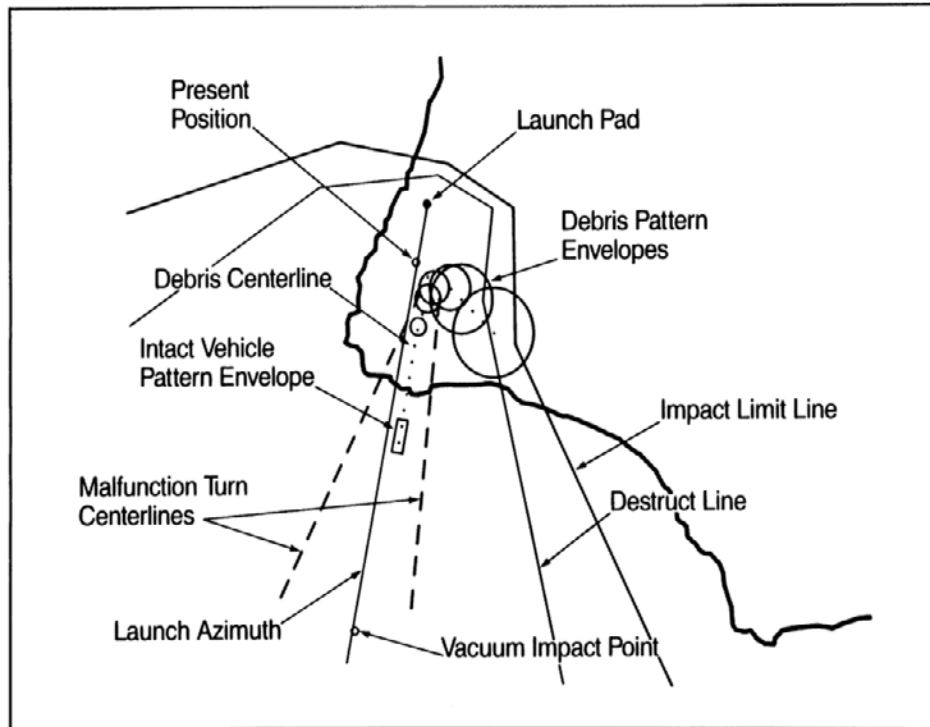 Present
Position
Launch Pad
Debris Pattern
Envelopes
Debris Centerline
Intact Vehicle
Pattern Envelope
Impact Limit Line
Malfunction Turn
Centerlines
Destruct Line
Launch Azimuth
Vacuum Impact Point